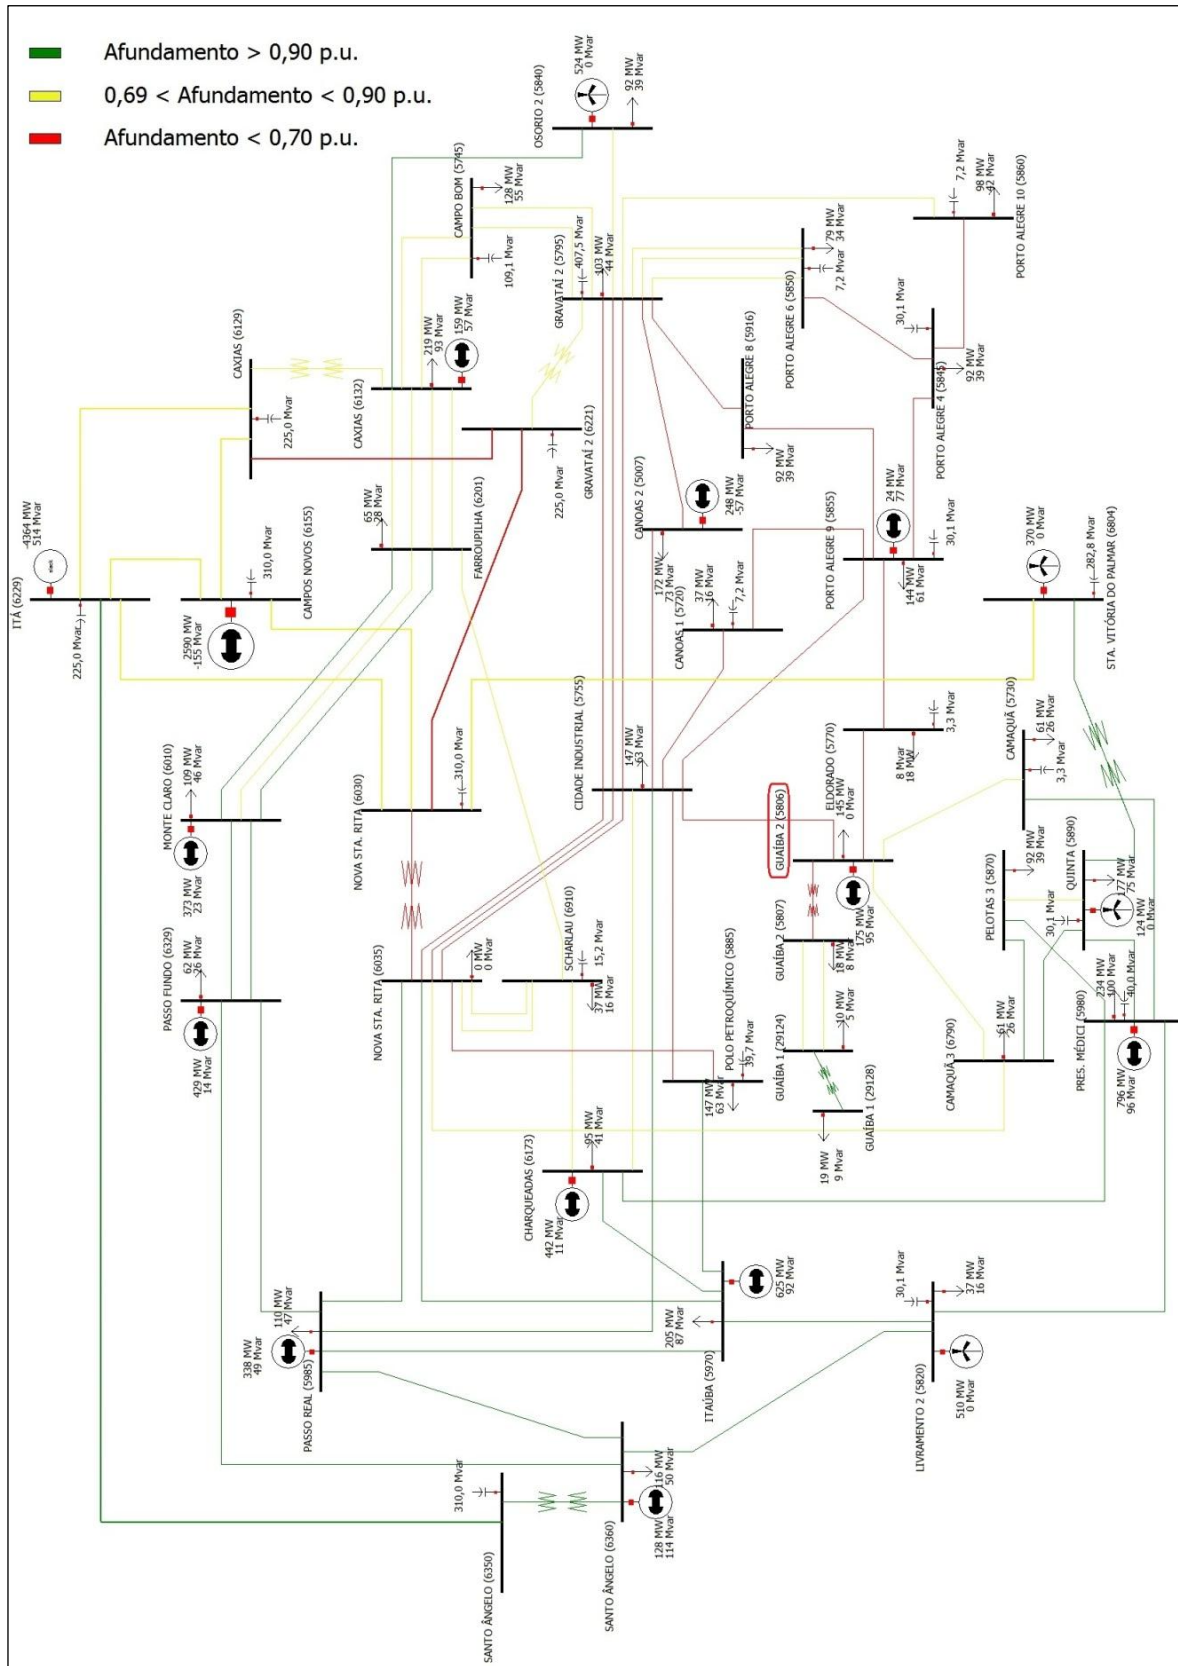 Afundamento > 0,90 p.u.
0,69 < Afundamento < 0,90 p.u.
Afundamento < 0,70 p.u.
OSORIO 2 (5840)
524 MW
0 Mvar
92 MW
39 Mvar
CAMPO BOM (5745)
128 MW
55 Mvar
109,1 Mvar
GRAVATAÍ 2 (5795)
407,5 Mvar
103 MW
44 Mvar
PORTO ALEGRE 10 (5860)
7,2 Mvar
98 MW
42 Mvar
PORTO ALEGRE 6 (5850)
79 MW
34 Mvar
7,2 Mvar
PORTO ALEGRE 4 (5845)
30,1 Mvar
92 MW
39 Mvar
PORTO ALEGRE 8 (5916)
92 MW
39 Mvar
CAXIAS (6129)
225,0 Mvar
CAXIAS (6132)
219 MW
93 Mvar
159 MW
57 Mvar
GRAVATAÍ 2 (6221)
225,0 Mvar
FARROUPILHA (6201)
65 MW
28 Mvar
CANOAS 2 (5007)
248 MW
-57 Mvar
172 MW
73 Mvar
PORTO ALEGRE 9 (5855)
24 MW
77 Mvar
144 MW
61 Mvar
30,1 Mvar
ITÁ (6229)
-4364 MW
514 Mvar
225,0 Mvar
CAMPOS NOVOS (6155)
310,0 Mvar
2590 MW
-155 Mvar
CANOAS 1 (5720)
37 MW
16 Mvar
7,2 Mvar
STA. VITÓRIA DO PALMAR (6804)
370 MW
0 Mvar
282,8 Mvar
MONTE CLARO (6010)
109 MW
46 Mvar
373 MW
23 Mvar
NOVA STA. RITA (6030)
310,0 Mvar
CIDADE INDUSTRIAL (5755)
147 MW
63 Mvar
ELDORADO (5770)
8 Mvar
18 MW
3,3 Mvar
CAMAQUÃ (5730)
61 MW
26 Mvar
3,3 Mvar
GUAÍBA 2 (5806)
145 MW
0 Mvar
175 MW
95 Mvar
PELOTAS 3 (5870)
92 MW
39 Mvar
QUINTA (5890)
177 MW
75 Mvar
30,1 Mvar
124 MW
0 Mvar
PASSO FUNDO (6329)
62 MW
26 Mvar
429 MW
14 Mvar
NOVA STA. RITA (6035)
0 MW
0 Mvar
SCHARLAU (6910)
15,2 Mvar
37 MW
16 Mvar
GUAÍBA 2 (5807)
18 MW
8 Mvar
GUAÍBA 1 (29124)
10 MW
5 Mvar
GUAÍBA 1 (29128)
19 MW
9 Mvar
POLO PETROQUÍMICO (5885)
39,7 Mvar
147 MW
63 Mvar
CAMAQUÃ 3 (6790)
61 MW
26 Mvar
PRES. MÉDICI (5980)
234 MW
100 Mvar
40,0 Mvar
796 MW
96 Mvar
CHARQUEADAS (6173)
95 MW
41 Mvar
442 MW
11 Mvar
PASSO REAL (5985)
110 MW
47 Mvar
338 MW
49 Mvar
ITAÚBA (5970)
205 MW
87 Mvar
625 MW
92 Mvar
LIVRAMENTO 2 (5820)
30,1 Mvar
37 MW
16 Mvar
510 MW
0 Mvar
SANTO ÂNGELO (6350)
310,0 Mvar
SANTO ÂNGELO (6360)
116 MW
50 Mvar
128 MW
114 Mvar